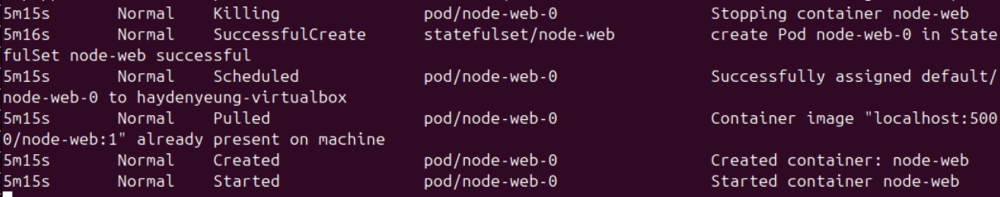 5m15s Normal Killing pod/node-web-0 Stopping container node-web
5m16s Normal SuccessfulCreate statefulset/node-web create Pod node-web-0 in State
fulSet node-web successful
5m15s Normal Scheduled pod/node-web-0 Successfully assigned default/
node-web-0 to haydenyeung-virtualbox
5m15s Normal Pulled pod/node-web-0 Container image "localhost:500
0/node-web:1" already present on machine
5m15s Normal Created pod/node-web-0 Created container: node-web
5m15s Normal Started pod/node-web-0 Started container node-web